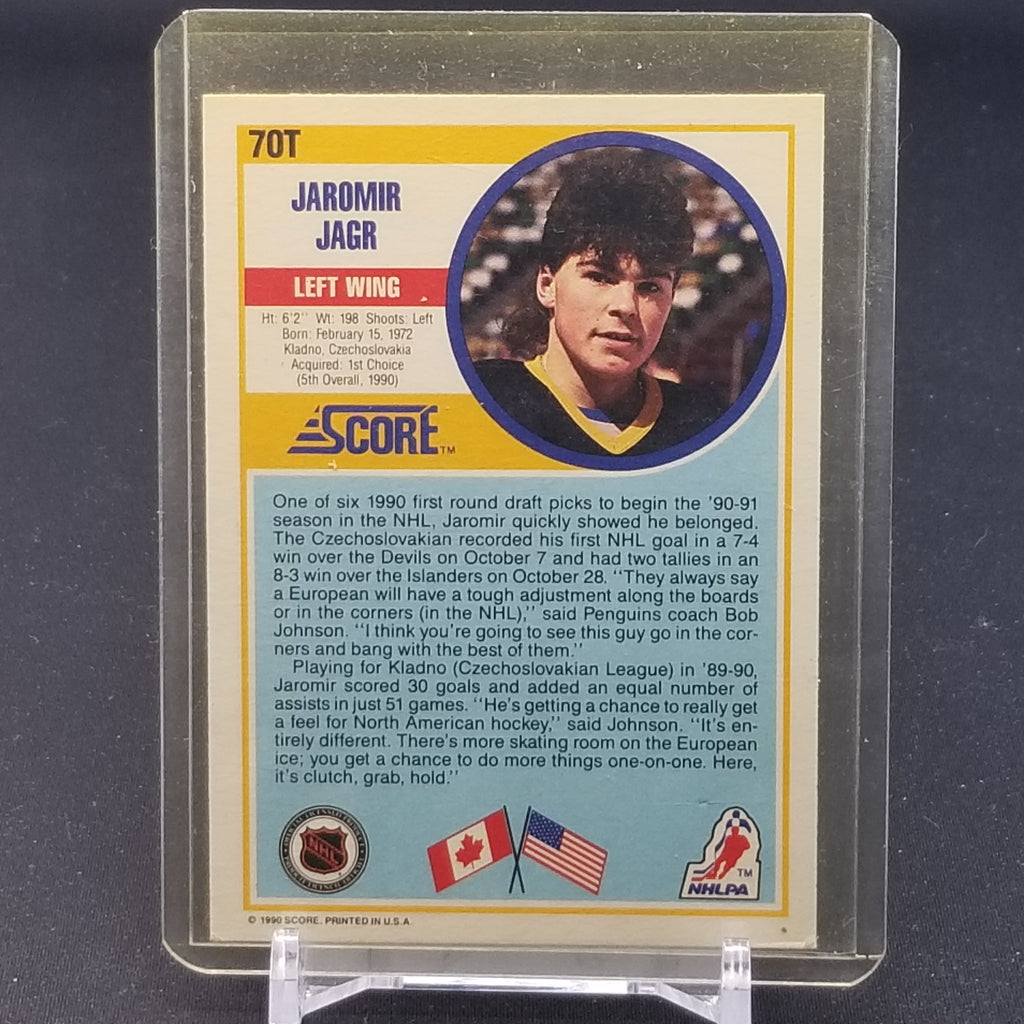 70T
JAROMIR
JAGR
LEFT WING
Ht: 6'2'' Wt: 198 Shoots: Left
Born: February 15, 1972
Kladno, Czechoslovakia
Acquired: 1st Choice
(5th Overall, 1990)
SCORE™
One of six 1990 first round draft picks to begin the '90-91
season in the NHL, Jaromir quickly showed he belonged.
The Czechoslovakian recorded his first NHL goal in a 7-4
win over the Devils on October 7 and had two tallies in an
8-3 win over the Islanders on October 28. ''They always say
a European will have a tough adjustment along the boards
or in the corners (in the NHL),'' said Penguins coach Bob
Johnson. ''I think you're going to see this guy go in the cor-
ners and bang with the best of them.''
Playing for Kladno (Czechoslovakian League) in '89-90,
Jaromir scored 30 goals and added an equal number of
assists in just 51 games. ''He's getting a chance to really get
a feel for North American hockey,'' said Johnson. ''It's en-
tirely different. There's more skating room on the European
ice; you get a chance to do more things one-on-one. Here,
it's clutch, grab, hold.''
NHL
TM
NHLPA
© 1990 SCORE. PRINTED IN U.S.A.